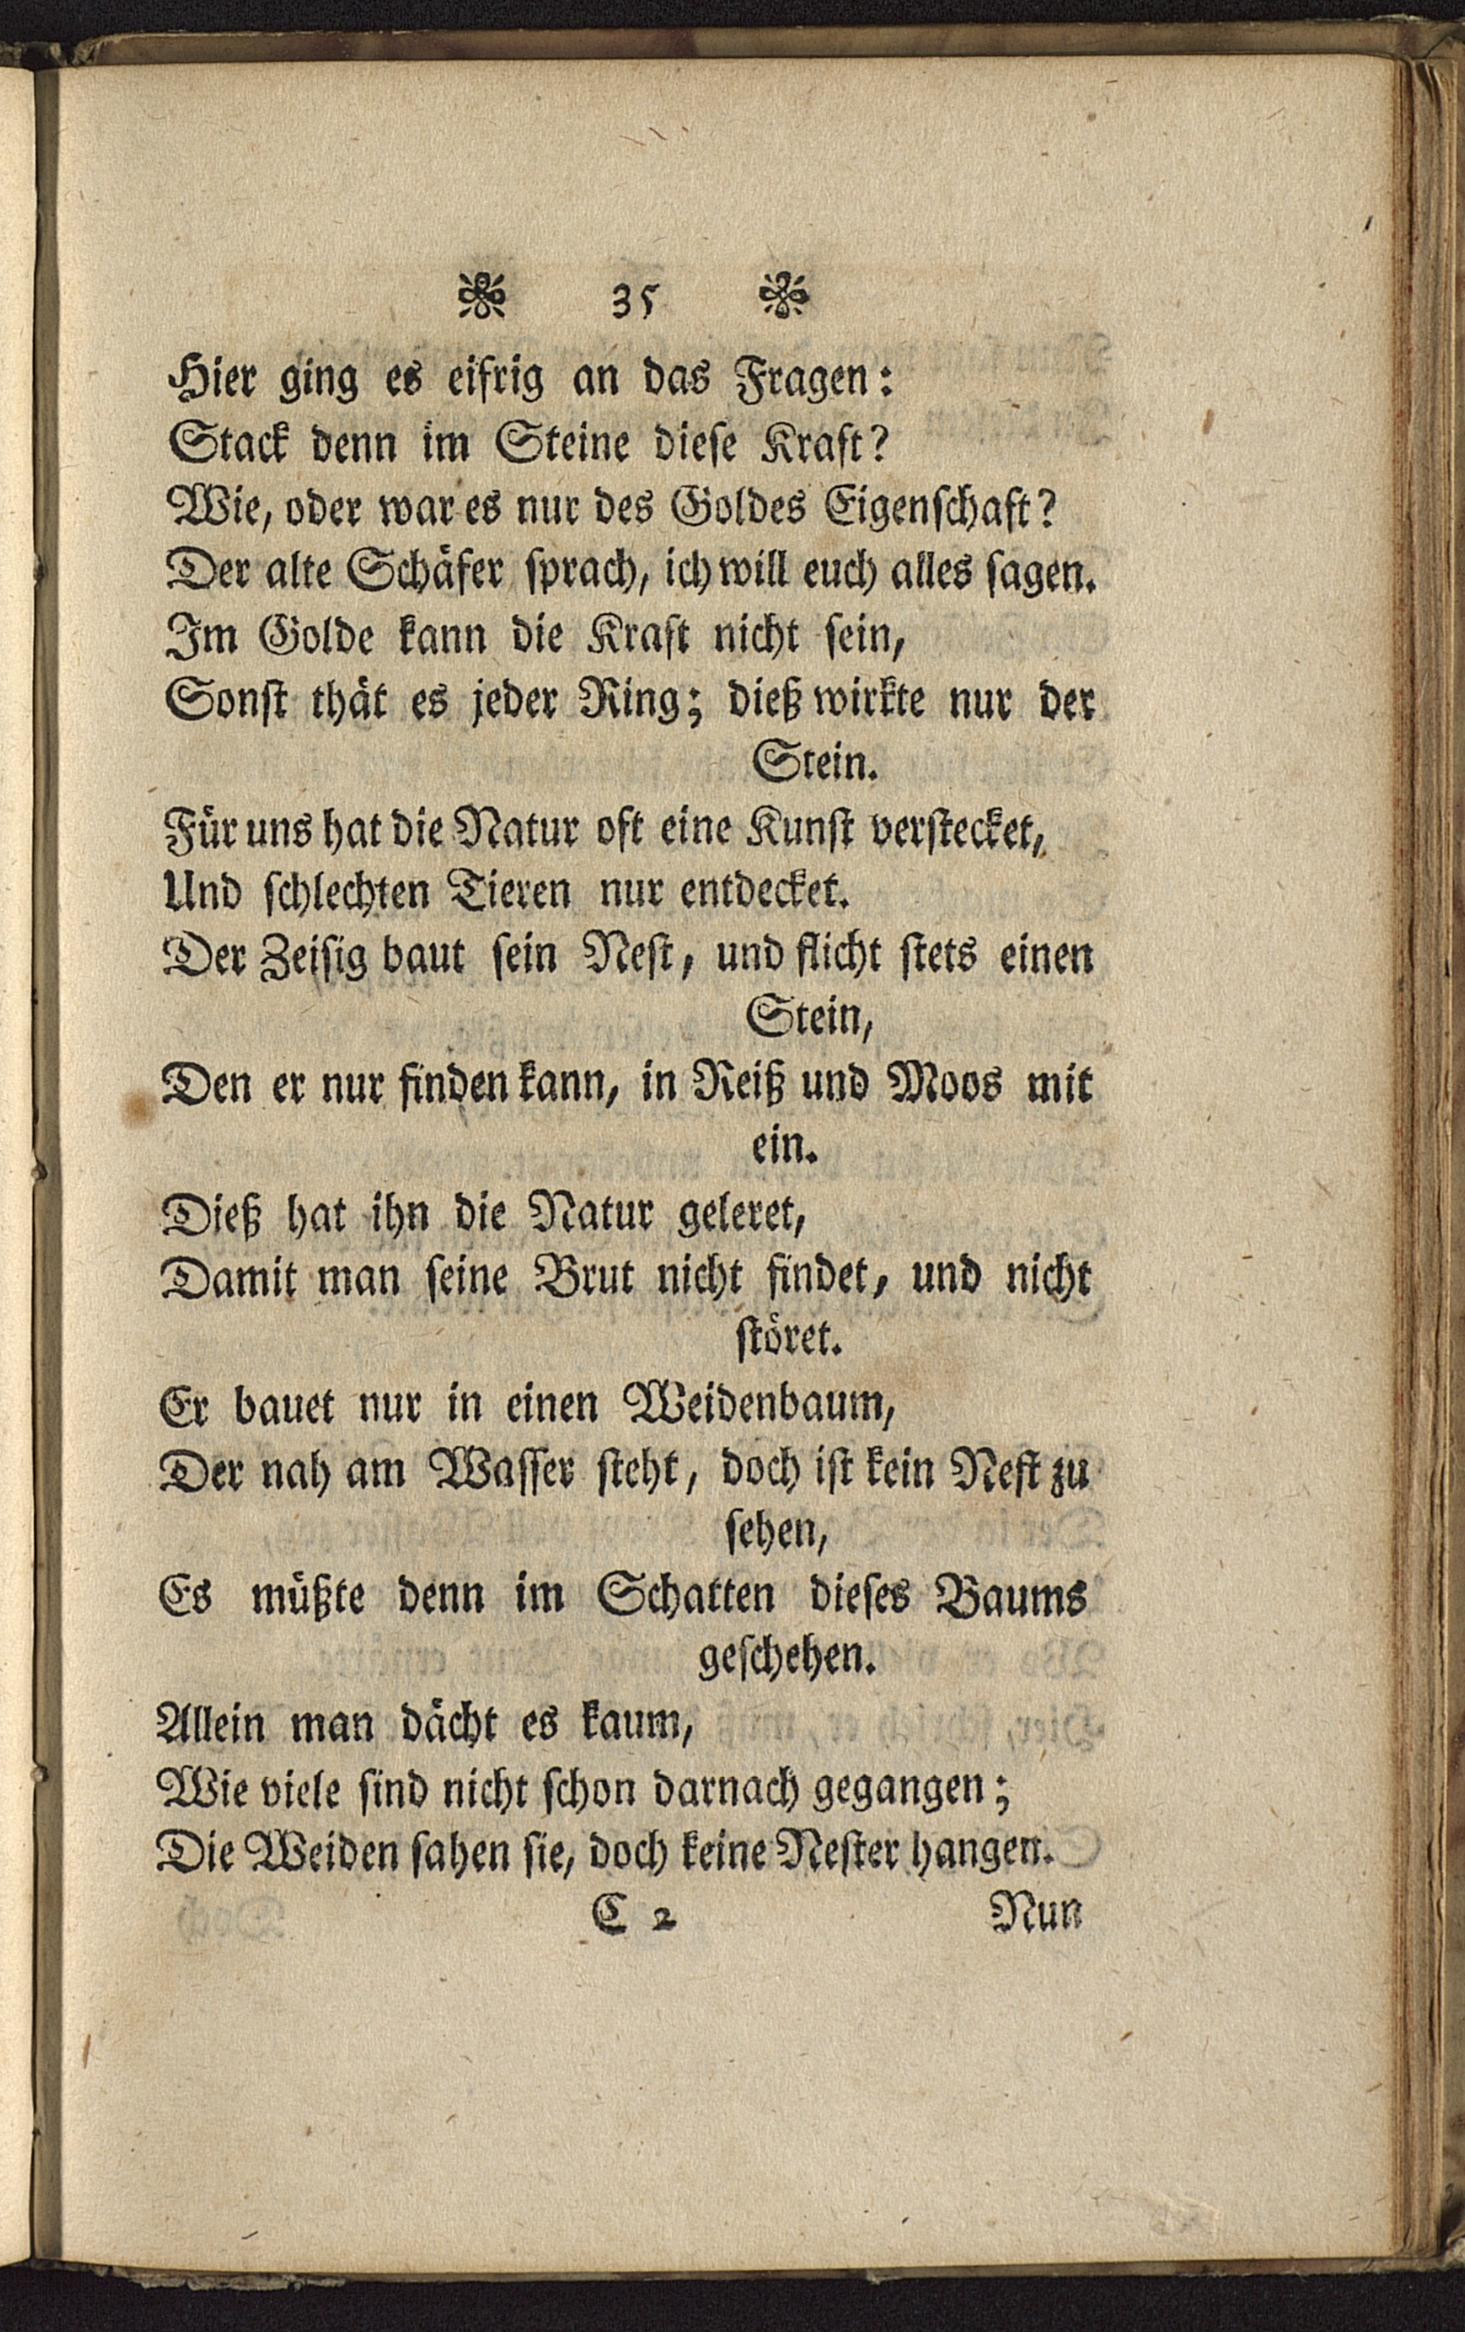 35
Hier ging es eifrig an das Fragen:
Stack denn im Steine dieſe Kraft?
Wie, oder war es nur des Goldes Eigenſchaft?
Der alte Schäfer ſprach, ich will euch alles ſagen.
Im Golde kann die Kraft nicht ſein,
Sonſt thät es jeder Ring; dieß wirkte nur der
Stein.
Für uns hat die Natur oft eine Kunſt verſtecket,
Und ſchlechten Tieren nur entdecket.
Der Zeiſig baut ſein Neſt, und flicht ſtets einen
Stein,
Den er nur finden kann, in Reiß und Moos mit
ein.
Dieß hat ihn die Natur geleret,
Damit man ſeine Brut nicht findet, und nicht
ſtöret.
Er bauet nur in einen Weidenbaum,
Der nah am Waſſer ſteht, doch iſt kein Neſt zu
ſehen,
Es müßte denn im Schatten dieſes Baums
geſchehen.
Allein man dächt es kaum,
Wie viele ſind nicht ſchon darnach gegangen;
Die Weiden ſahen ſie, doch keine Neſter hangen.
C 2 Nun